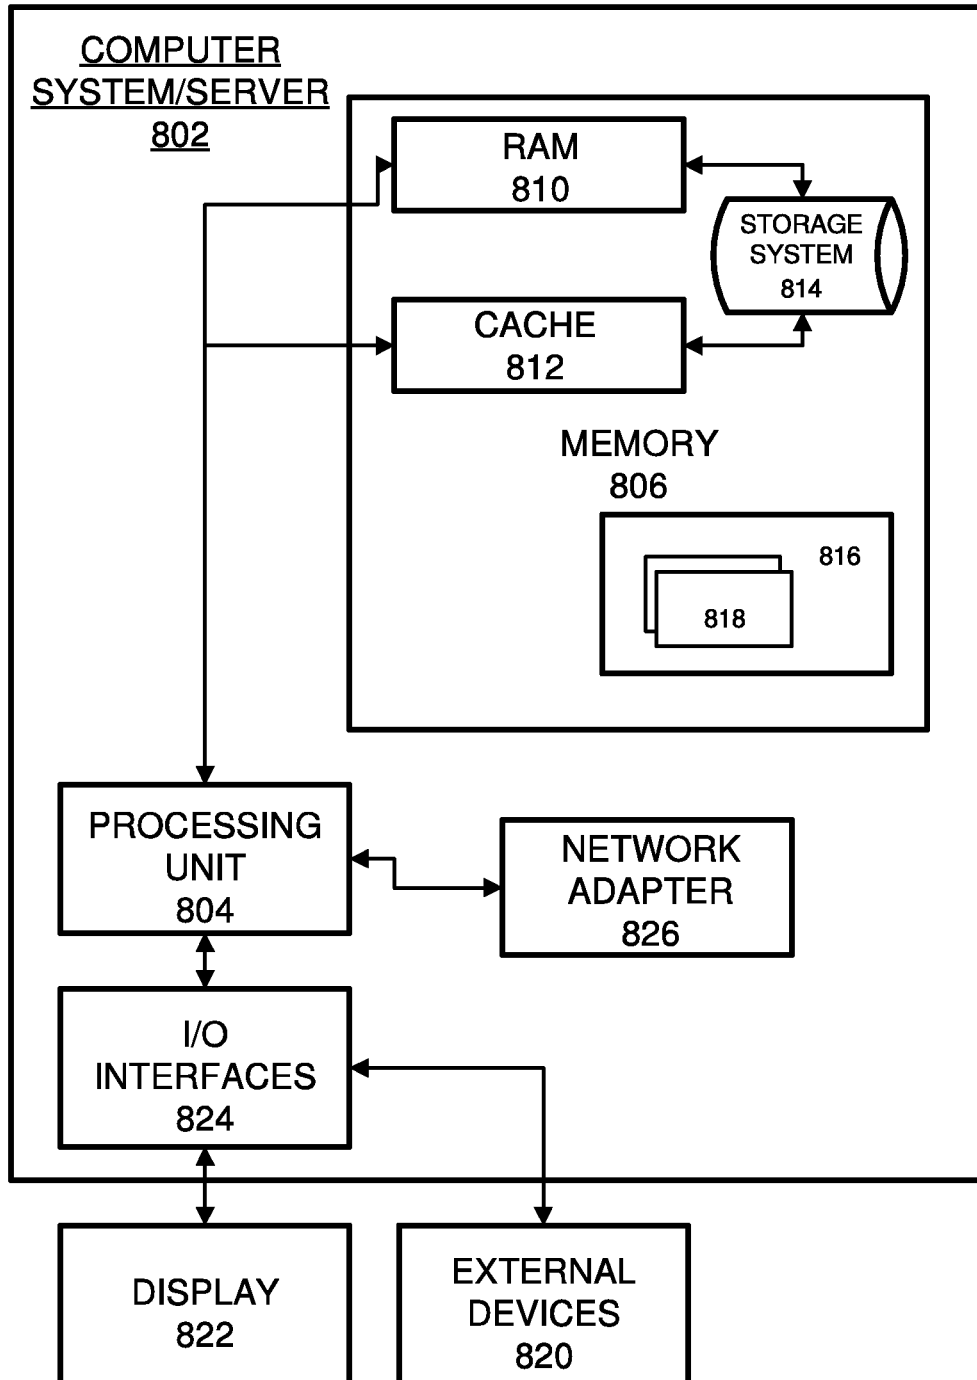 COMPUTER
SYSTEM/SERVER
802
RAM
810
STORAGE
SYSTEM
814
CACHE
812
MEMORY
806
816
818
PROCESSING
UNIT
804
NETWORK
ADAPTER
826
I/O
INTERFACES
824
DISPLAY
822
EXTERNAL
DEVICES
820